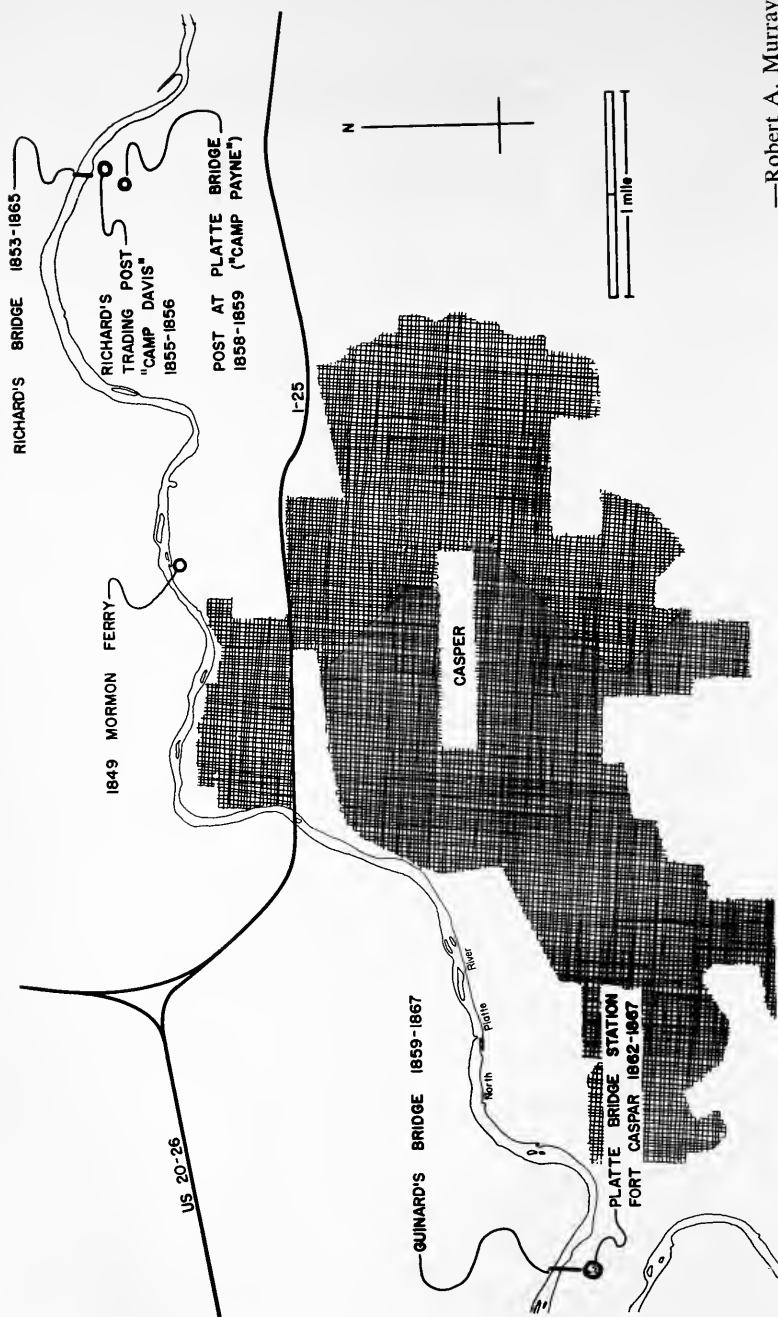 RICHARD'S BRIDGE 1853-1865
RICHARD'S
TRADING POST
"CAMP DAVIS"
1855-1856
POST AT PLATTE BRIDGE
1858-1859 ("CAMP PAYNE")
1849 MORMON FERRY
N
I-25
1 mile
US 20-26
CASPER
GUINARD'S BRIDGE 1859-1867
North Platte River
PLATTE BRIDGE STATION
FORT CASPAR 1862-1867
—Robert A. Murray